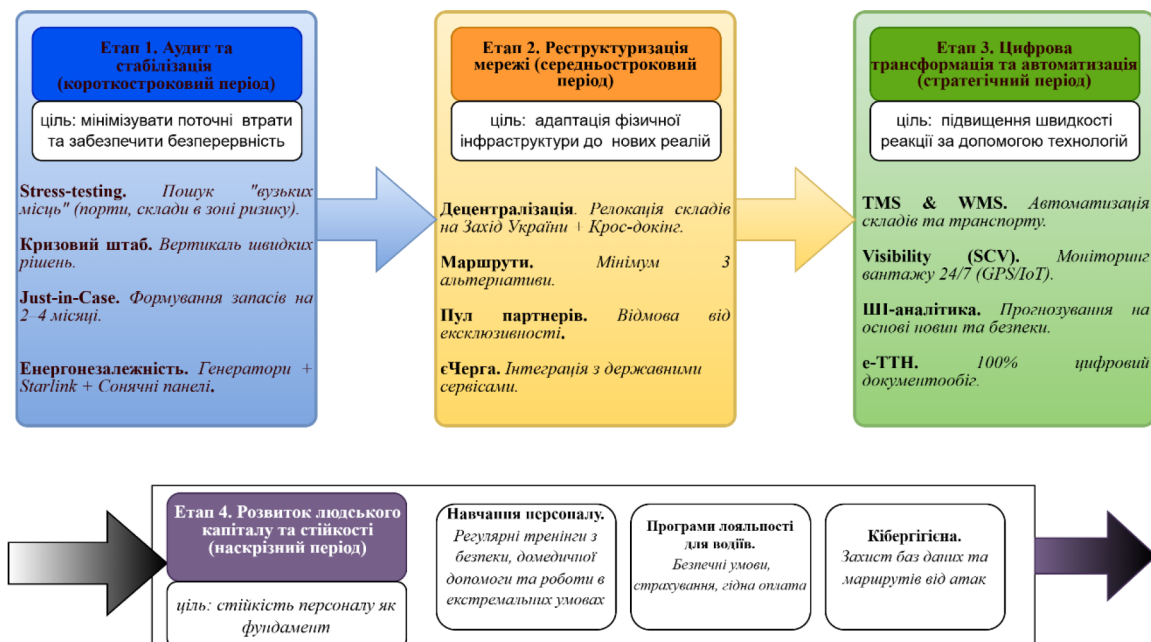 Етап 1. Аудит та
стабілізація
(короткостроковий період)
ціль: мінімізувати поточні втрати
та забезпечити безперервність
Stress-testing. Пошук "вузьких
місць" (порти, склади в зоні ризику).
Кризовий штаб. Вертикаль швидких
рішень.
Just-in-Case. Формування запасів на
2–4 місяці.
Енергонезалежність. Генератори +
Starlink + Сонячні панелі.
Етап 2. Реструктуризація
мережі (середньостроковий
період)
ціль: адаптація фізичної
інфраструктури до нових реалій
Децентралізація. Релокація складів
на Захід України + Крос-докінг.
Маршрути. Мінімум 3
альтернативи.
Пул партнерів. Відмова від
ексклюзивності.
єЧерга. Інтеграція з державними
сервісами.
Етап 3. Цифрова
трансформація та автоматизація
(стратегічний період)
ціль: підвищення швидкості
реакції за допомогою технологій
TMS & WMS. Автоматизація
складів та транспорту.
Visibility (SCV). Моніторинг
вантажу 24/7 (GPS/IoT).
ШІ-аналітика. Прогнозування на
основі новин та безпеки.
е-ТТН. 100% цифровий
документообіг.
Етап 4. Розвиток людського
капіталу та стійкості
(наскрізний період)
ціль: стійкість персоналу як
фундамент
Навчання персоналу.
Регулярні тренінги з
безпеки, домедичної
допомоги та роботи в
екстремальних умовах
Програми лояльності
для водіїв.
Безпечні умови,
страхування, гідна оплата
Кібергігієна.
Захист баз даних та
маршрутів від атак